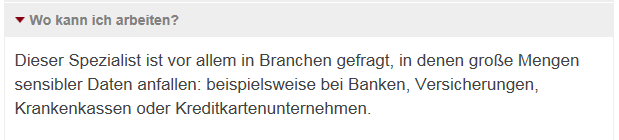 Wo kann ich arbeiten?
Dieser Spezialist ist vor allem in Branchen gefragt, in denen große Mengen
sensibler Daten anfallen: beispielsweise bei Banken, Versicherungen,
Krankenkassen oder Kreditkartenunternehmen.